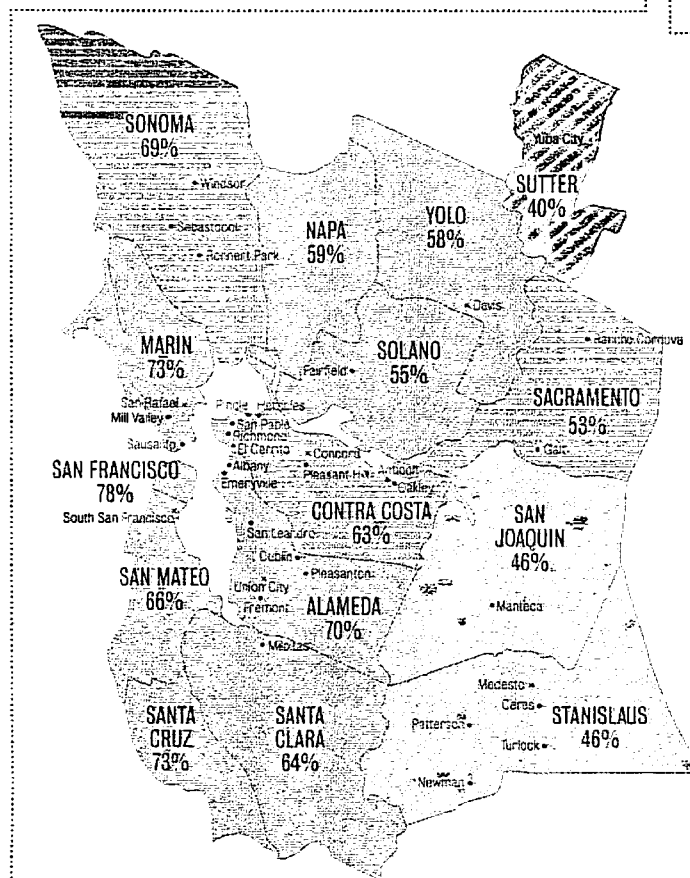 SONOMA
69%
Windsor
Sebastopol
Rohnert Park
NAPA
59%
YOLO
58%
Davis
Yuba City
SUTTER
40%
MARIN
73%
San Rafael
Mill Valley
Sausalito
SOLANO
55%
Fairfield
Rancho Cordova
SACRAMENTO
53%
Galt
Pinole
Hercules
San Pablo
Richmond
El Cerrito
Albany
Emeryville
Concord
Pleasant Hill
Antioch
Oakley
SAN FRANCISCO
78%
South San Francisco
CONTRA COSTA
63%
San Leandro
Dublin
Pleasanton
Union City
Fremont
SAN MATEO
66%
ALAMEDA
70%
SAN
JOAQUIN
46%
Manteca
Milpitas
SANTA
CRUZ
73%
SANTA
CLARA
64%
Modesto
Ceres
Patterson
Turlock
Newman
STANISLAUS
46%